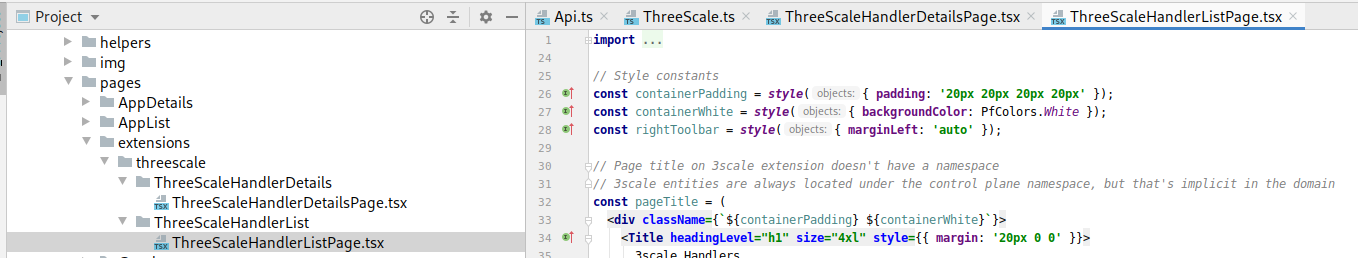 Project
helpers
img
pages
AppDetails
AppList
extensions
threescale
ThreeScaleHandlerDetails
TSX ThreeScaleHandlerDetailsPage.tsx
ThreeScaleHandlerList
TSX ThreeScaleHandlerListPage.tsx
TS Api.ts × TS ThreeScale.ts × TSX ThreeScaleHandlerDetailsPage.tsx × TSX ThreeScaleHandlerListPage.tsx ×
1 import ...
24
25 // Style constants
26 const containerPadding = style( objects: { padding: '20px 20px 20px 20px' });
27 const containerWhite = style( objects: { backgroundColor: PfColors.White });
28 const rightToolbar = style( objects: { marginLeft: 'auto' });
29
30 // Page title on 3scale extension doesn't have a namespace
31 // 3scale entities are always located under the control plane namespace, but that's implicit in the domain
32 const pageTitle = (
33 <div className={`${containerPadding} ${containerWhite}`}>
34 <Title headingLevel="h1" size="4xl" style={{ margin: '20px 0 0' }}>
35 3scale Handlers